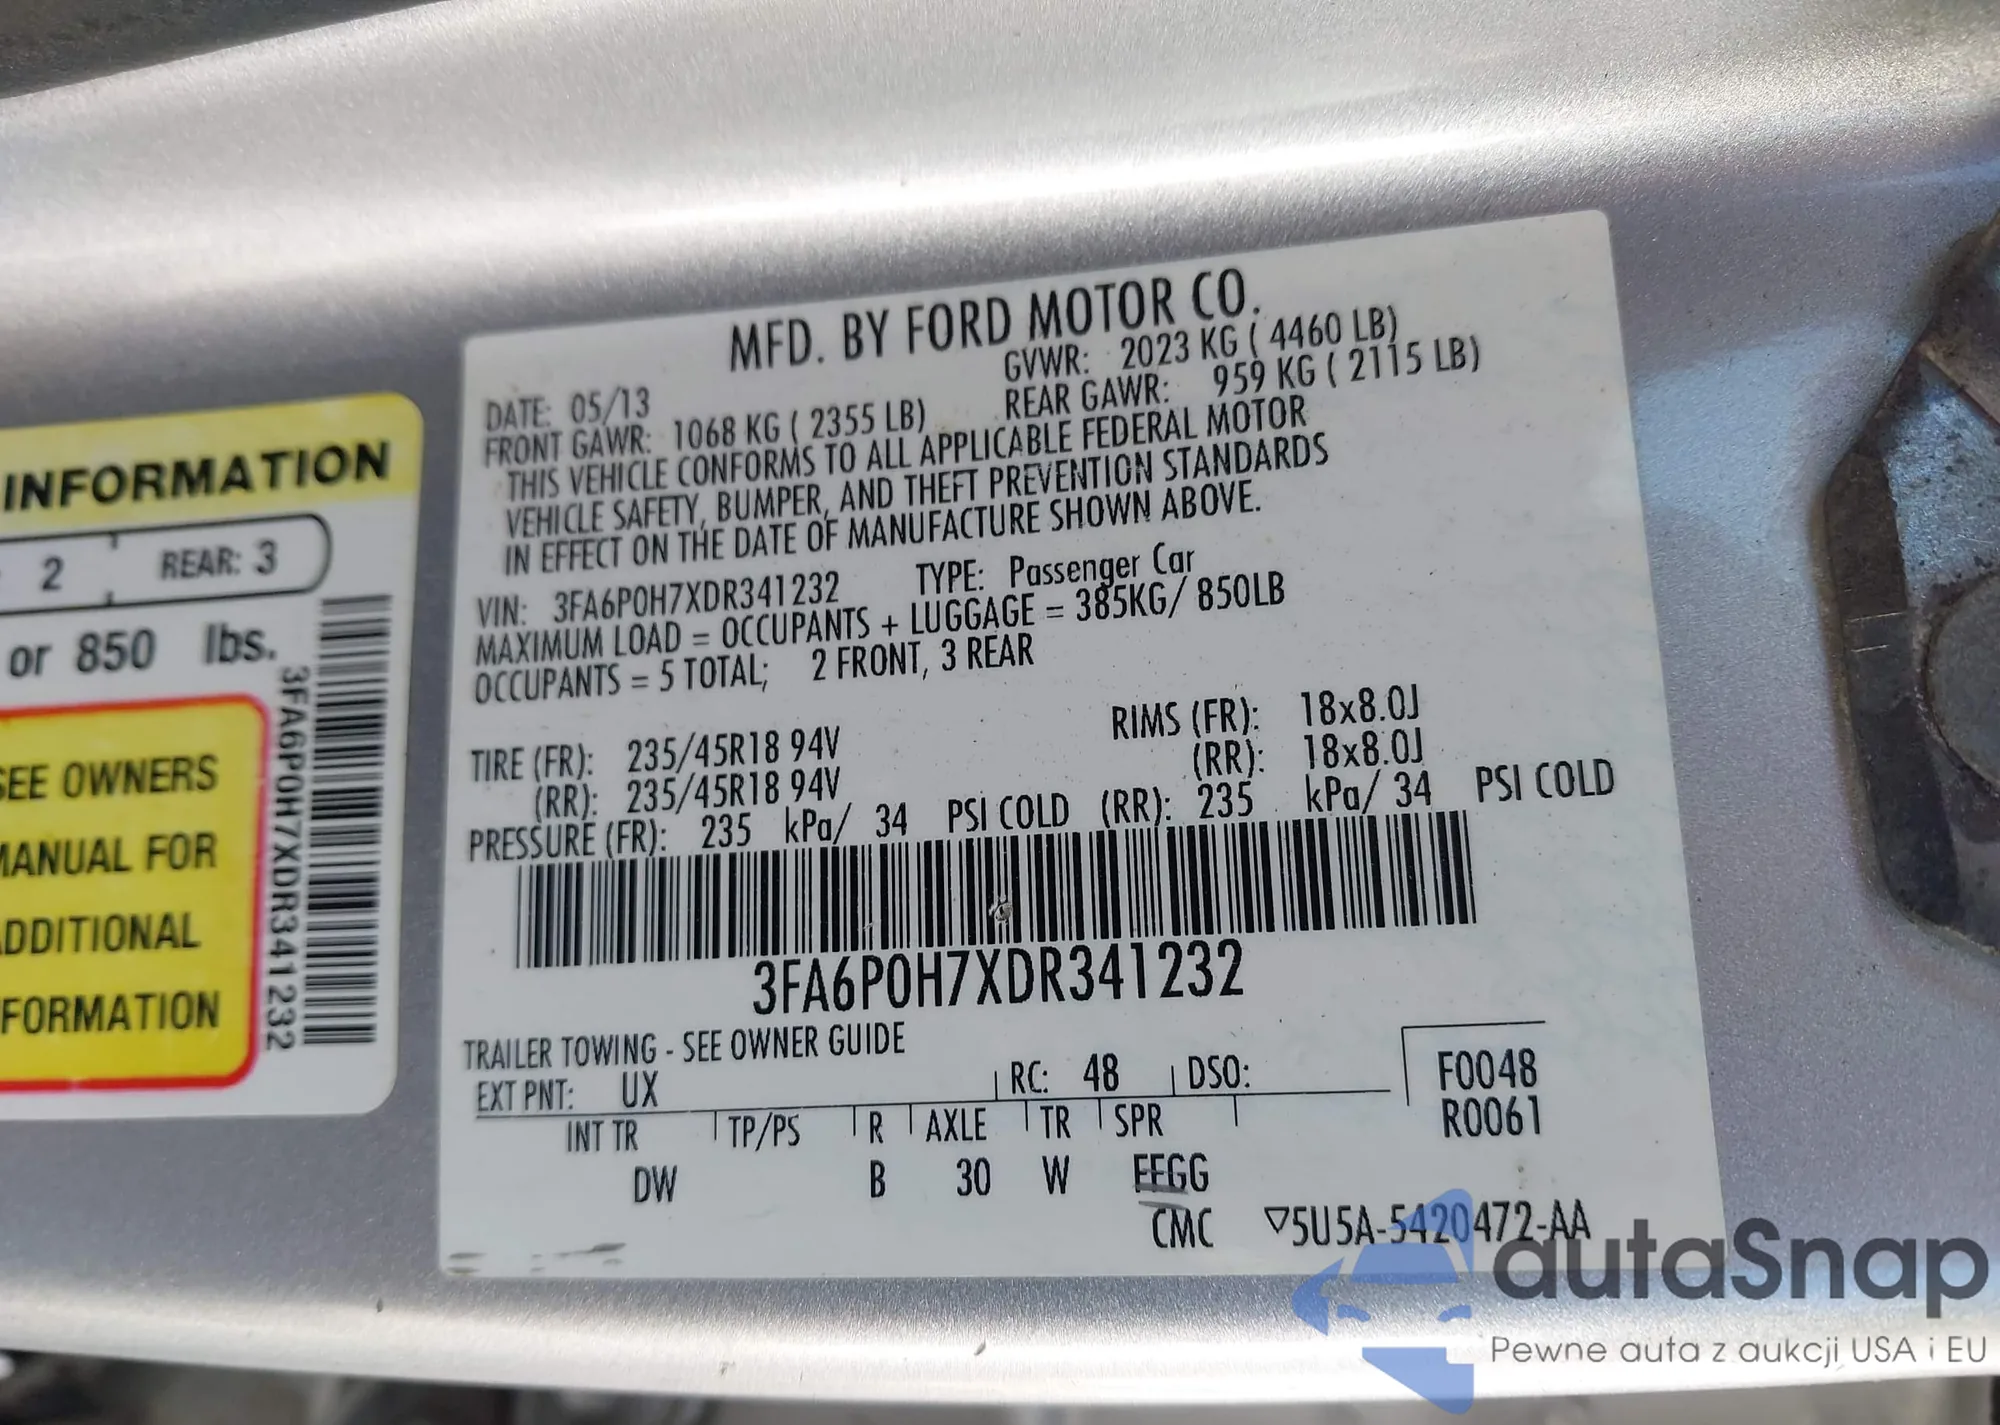 INFORMATION
2 REAR: 3
or 850 lbs.
SEE OWNERS
MANUAL FOR
ADDITIONAL
INFORMATION
3FA6P0H7XDR341232
MFD. BY FORD MOTOR CO.
DATE: 05/13 GVWR: 2023 KG ( 4460 LB)
FRONT GAWR: 1068 KG ( 2355 LB) REAR GAWR: 959 KG ( 2115 LB)
THIS VEHICLE CONFORMS TO ALL APPLICABLE FEDERAL MOTOR
VEHICLE SAFETY, BUMPER, AND THEFT PREVENTION STANDARDS
IN EFFECT ON THE DATE OF MANUFACTURE SHOWN ABOVE.
VIN: 3FA6P0H7XDR341232 TYPE: Passenger Car
MAXIMUM LOAD = OCCUPANTS + LUGGAGE = 385KG/ 850LB
OCCUPANTS = 5 TOTAL; 2 FRONT, 3 REAR
TIRE (FR): 235/45R18 94V RIMS (FR): 18x8.0J
(RR): 235/45R18 94V (RR): 18x8.0J
PRESSURE (FR): 235 kPa/ 34 PSI COLD (RR): 235 kPa/ 34 PSI COLD
3FA6P0H7XDR341232
TRAILER TOWING - SEE OWNER GUIDE
EXT PNT: UX RC: 48 DSO: F0048
R0061
INT TR TP/PS R AXLE TR SPR
DW B 30 W FFGG
CMC ▽5U5A-5420472-AA
autaSnap
Pewne auta z aukcji USA i EU